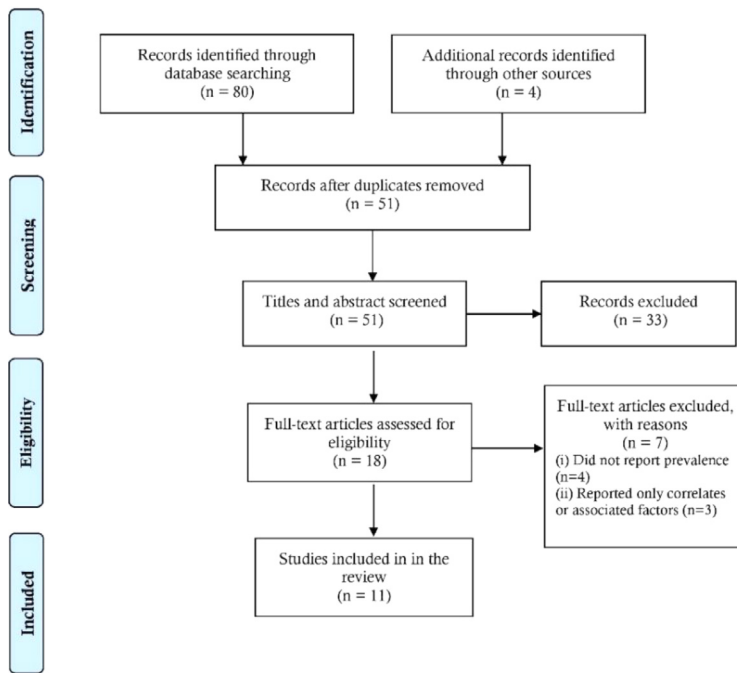 Identification
Records identified through
database searching
(n = 80)
Additional records identified
through other sources
(n = 4)
Records after duplicates removed
(n = 51)
Screening
Titles and abstract screened
(n = 51)
Records excluded
(n = 33)
Eligibility
Full-text articles assessed for
eligibility
(n = 18)
Full-text articles excluded,
with reasons
(n = 7)
(i) Did not report prevalence
(n=4)
(ii) Reported only correlates
or associated factors (n=3)
Included
Studies included in in the
review
(n = 11)